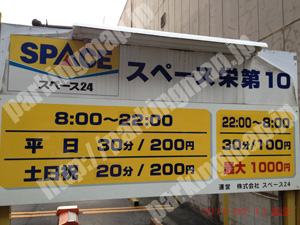 SPACE
スペース24
スペース栄第10
8:00～22:00
平日 30分/200円
土日祝 20分/200円
22:00～8:00
30分/100円
最大 1000円
運営 株式会社 スペース24